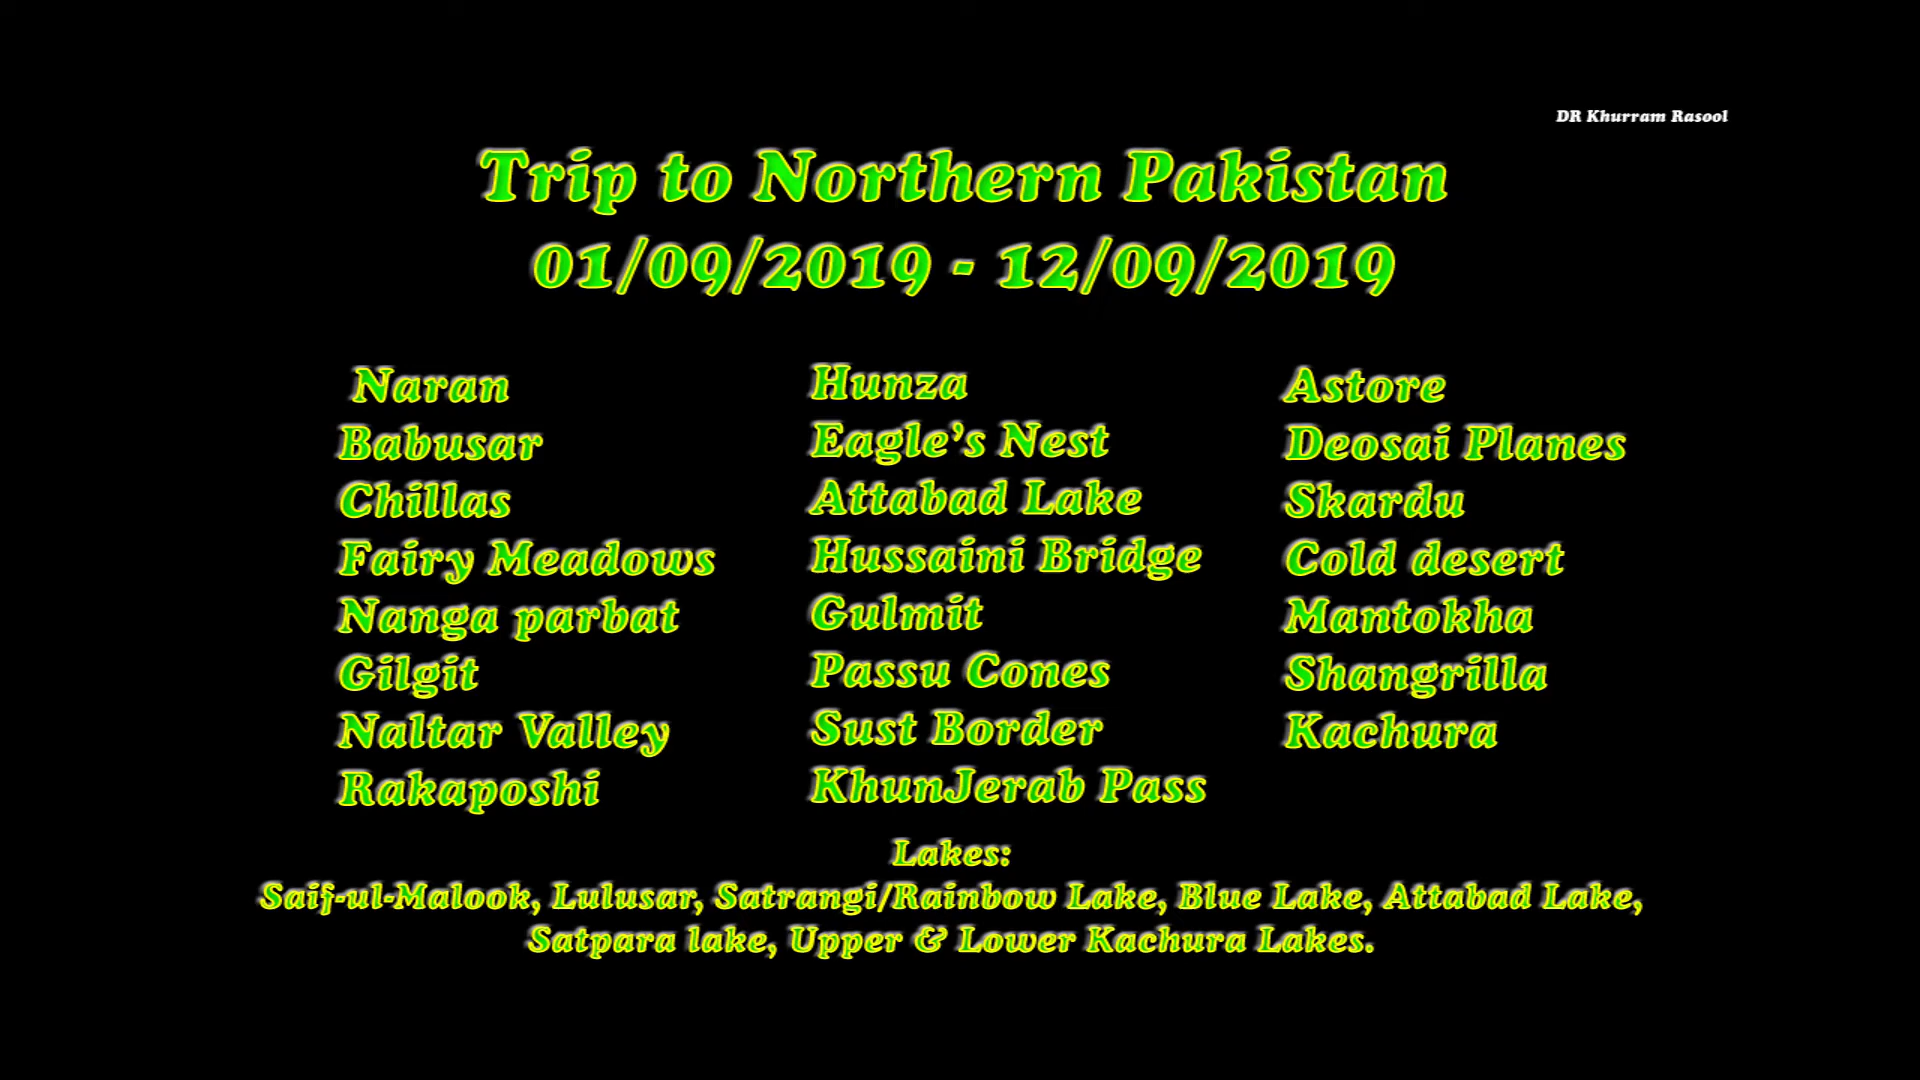 DR Khurram Rasool
Trip to Northern Pakistan
01/09/2019 - 12/09/2019
Naran
Babusar
Chillas
Fairy Meadows
Nanga parbat
Gilgit
Naltar Valley
Rakaposhi
Hunza
Eagle’s Nest
Attabad Lake
Hussaini Bridge
Gulmit
Passu Cones
Sust Border
KhunJerab Pass
Astore
Deosai Planes
Skardu
Cold desert
Mantokha
Shangrilla
Kachura
Lakes:
Saif-ul-Malook, Lulusar, Satrangi/Rainbow Lake, Blue Lake, Attabad Lake,
Satpara lake, Upper & Lower Kachura Lakes.